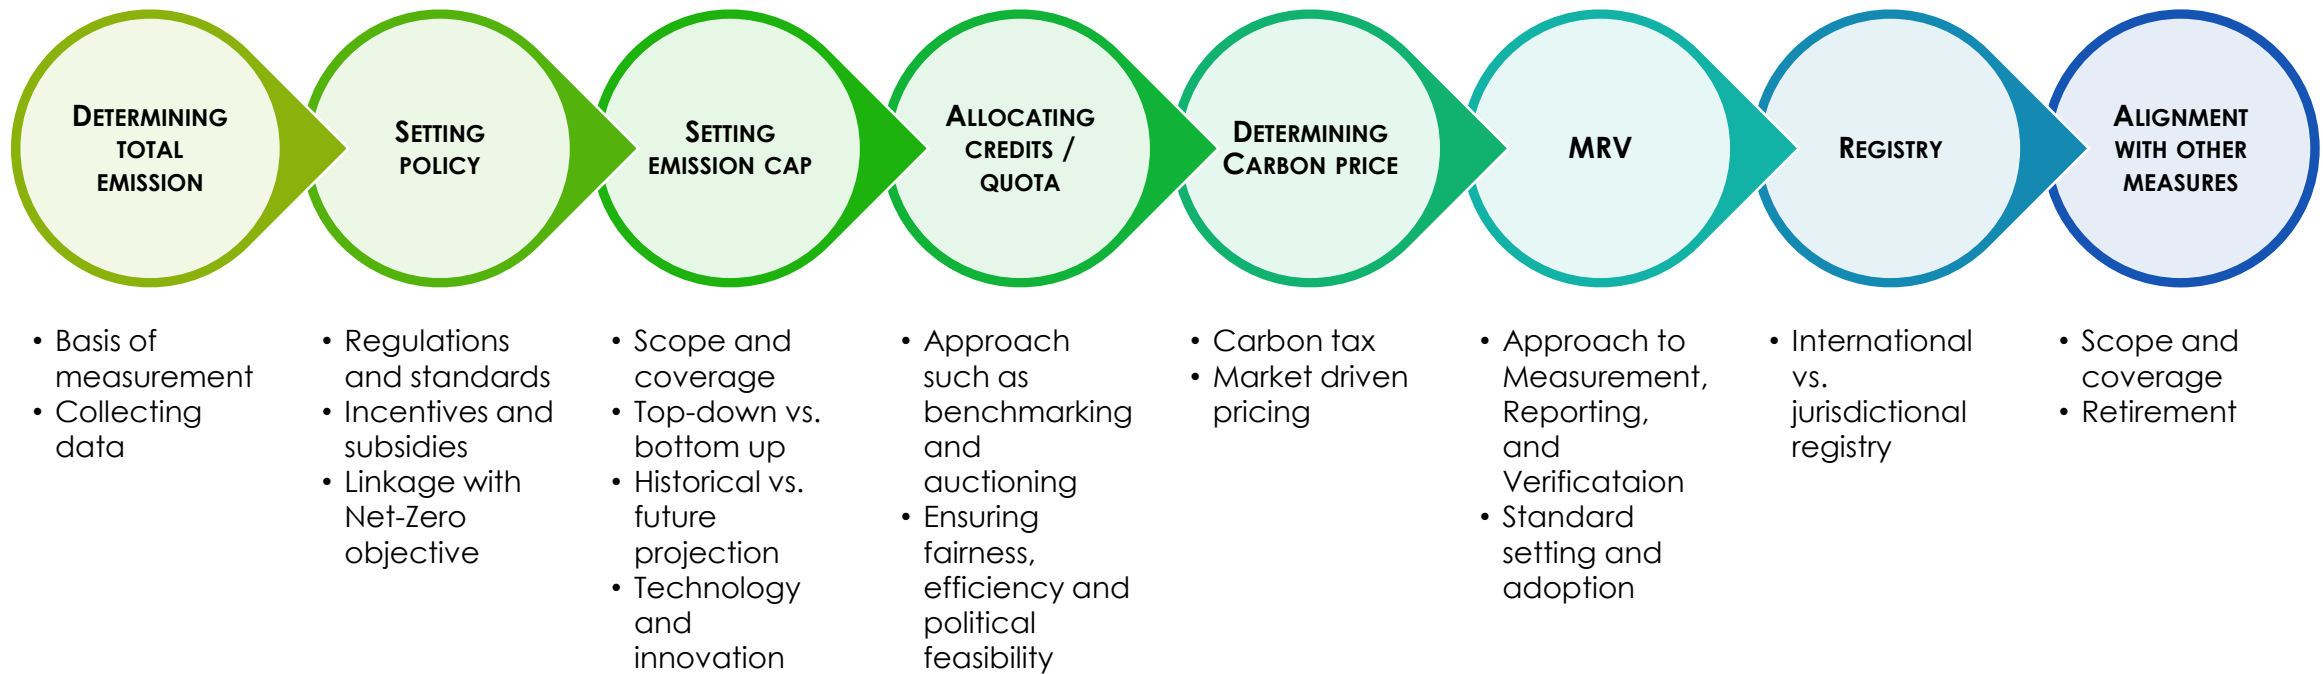 DETERMINING
TOTAL
EMISSION
SETTING
POLICY
SETTING
EMISSION CAP
ALLOCATING
CREDITS /
QUOTA
DETERMINING
CARBON PRICE
MRV
REGISTRY
ALIGNMENT
WITH OTHER
MEASURES
• Basis of
measurement
• Collecting
data
• Regulations
and standards
• Incentives and
subsidies
• Linkage with
Net-Zero
objective
• Scope and
coverage
• Top-down vs.
bottom up
• Historical vs.
future
projection
• Technology
and
innovation
• Approach
such as
benchmarking
and
auctioning
• Ensuring
fairness,
efficiency and
political
feasibility
• Carbon tax
• Market driven
pricing
• Approach to
Measurement,
Reporting,
and
Verificataion
• Standard
setting and
adoption
• International
vs.
jurisdictional
registry
• Scope and
coverage
• Retirement